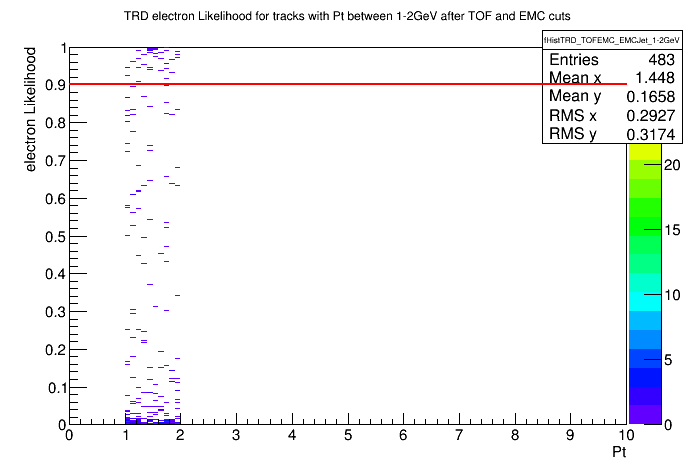 TRD electron Likelihood for tracks with Pt between 1-2GeV after TOF and EMC cuts
fHistTRD_TOFEMC_EMCJet_1-2GeV
Entries 483
Mean x 1.448
Mean y 0.1658
RMS x 0.2927
RMS y 0.3174
electron Likelihood
1
0.9
0.8
0.7
0.6
0.5
0.4
0.3
0.2
0.1
0
0 1 2 3 4 5 6 7 8 9 10
Pt
20
15
10
5
0